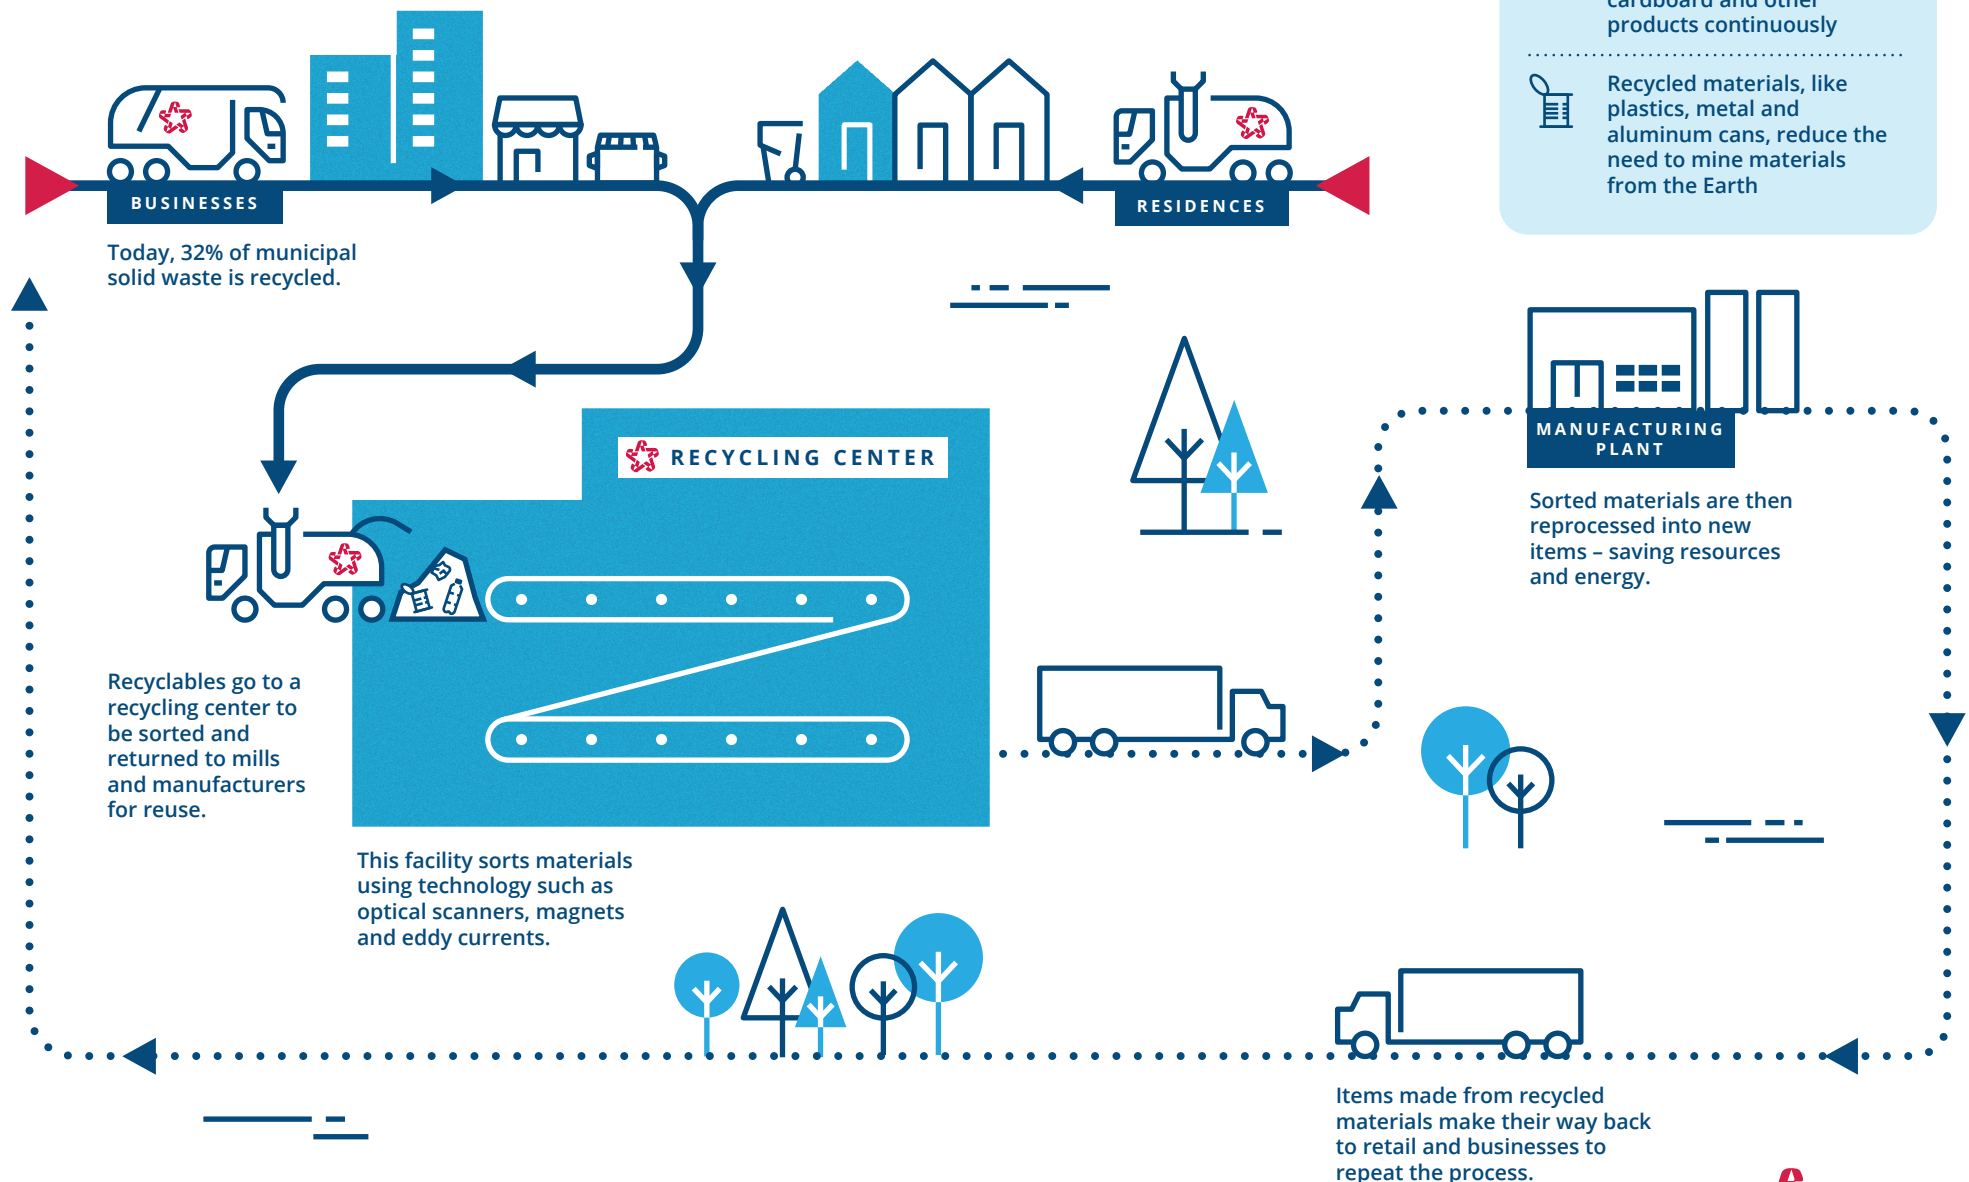 cardboard and other
products continuously
Recycled materials, like
plastics, metal and
aluminum cans, reduce the
need to mine materials
from the Earth
BUSINESSES
RESIDENCES
Today, 32% of municipal
solid waste is recycled.
RECYCLING CENTER
MANUFACTURING
PLANT
Sorted materials are then
reprocessed into new
items – saving resources
and energy.
Recyclables go to a
recycling center to
be sorted and
returned to mills
and manufacturers
for reuse.
This facility sorts materials
using technology such as
optical scanners, magnets
and eddy currents.
Items made from recycled
materials make their way back
to retail and businesses to
repeat the process.